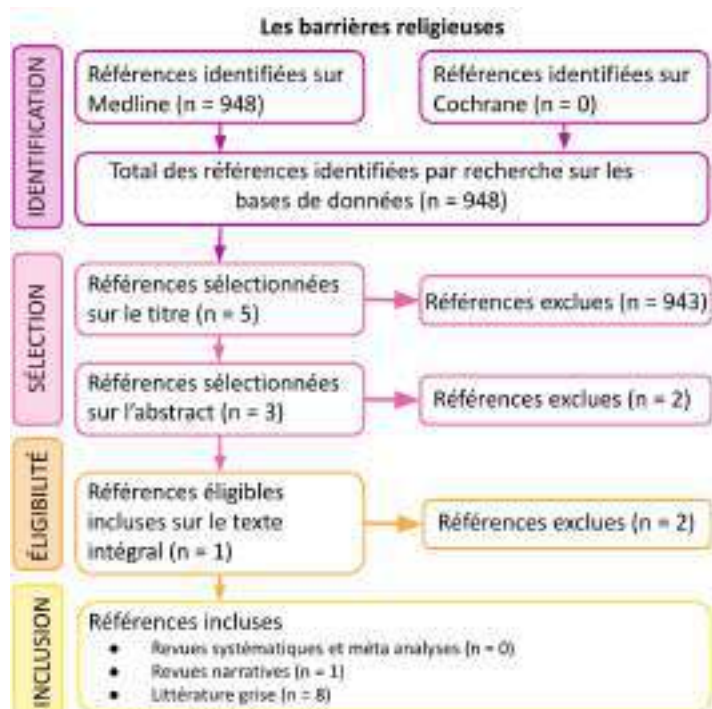 Les barrières religieuses
IDENTIFICATION
Références identifiées sur
Medline (n = 948)
Références identifiées sur
Cochrane (n = 0)
Total des références identifiées par recherche sur les
bases de données (n = 948)
SÉLECTION
Références sélectionnées
sur le titre (n = 5)
Références exclues (n = 943)
Références sélectionnées
sur l'abstract (n = 3)
Références exclues (n = 2)
ÉLIGIBILITÉ
Références éligibles
incluses sur le texte
intégral (n = 1)
Références exclues (n = 2)
INCLUSION
Références incluses
● Revues systématiques et méta analyses (n = 0)
● Revues narratives (n = 1)
● Littérature grise (n = 8)